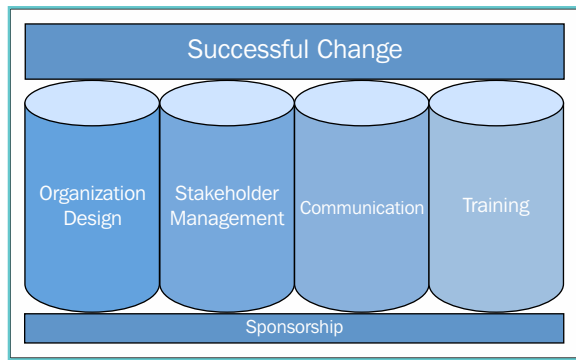 Successful Change
Organization
Design
Stakeholder
Management
Communication
Training
Sponsorship